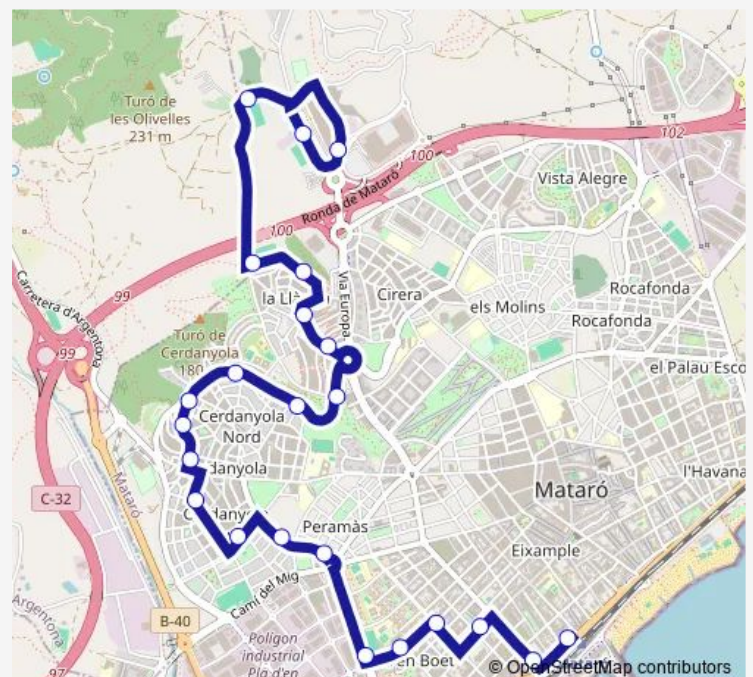 Turó de
les Olivelles
231 m
102
100
Ronda de Mataró
Vista Alegre
100
Carretera d'Argentona
99
Via Europa
Cirera
Rocafonda
els Molins
Rocafonda
99
Turó de
Cerdanyola
180
el Palau Esco
Cerdanyola
Nord
Mataró
danyola
l'Havana
C-32
Mataró
Peramàs
Eixample
Camí del Mig
Argentona
B-40
Polígon
industrial
Pla d'en
en Boet
97
© OpenStreetMap contributors